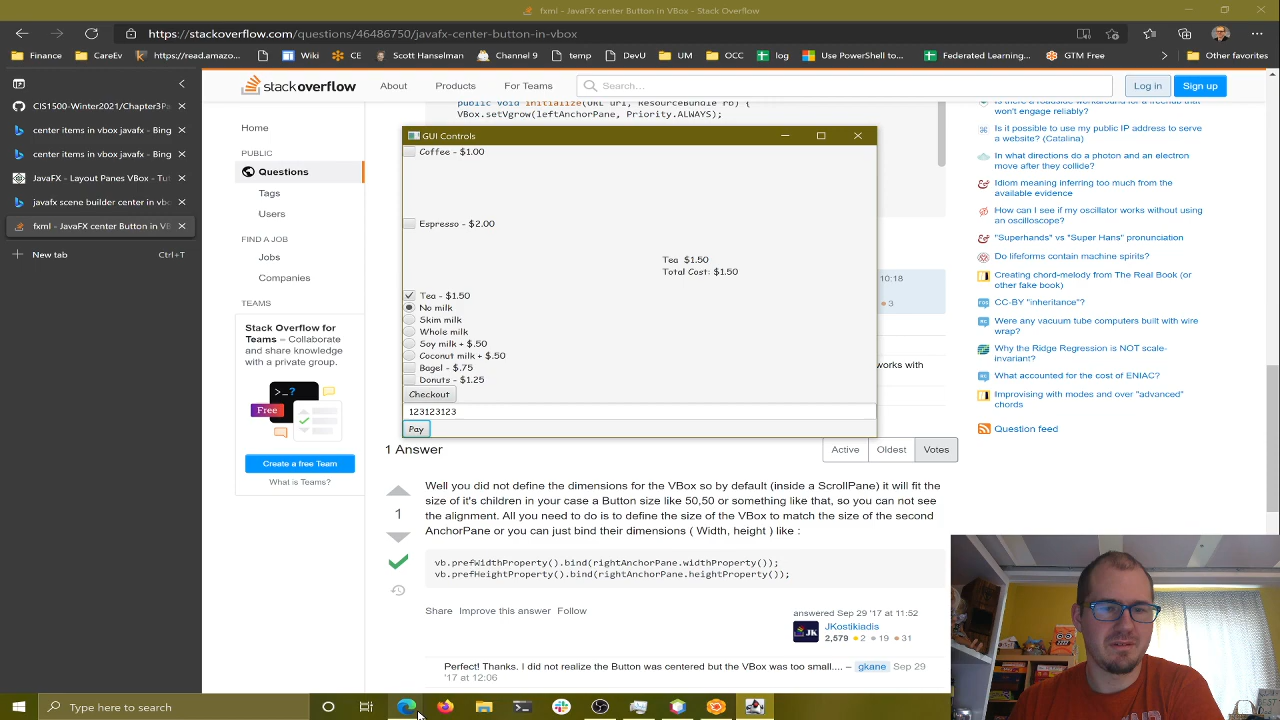 fxml - JavaFX center Button in VBox - Stack Overflow
https://stackoverflow.com/questions/46486750/javafx-center-button-in-vbox
Finance
CareEv
https://read.amazo...
Wiki
CE
Scott Hanselman
Channel 9
temp
DevU
UM
OCC
log
Use PowerShell to...
Federated Learning...
GTM Free
Other favorites
CIS1500-Winter2021/Chapter3Pa
center items in vbox javafx - Bing
center items in vbox javafx - Bing
JavaFX - Layout Panes VBox - Tut
javafx scene builder center in vbo
fxml - JavaFX center Button in VB
New tab
Ctrl+T
stackoverflow
About
Products
For Teams
Search...
Log in
Sign up
Home
PUBLIC
Questions
Tags
Users
FIND A JOB
Jobs
Companies
TEAMS
Stack Overflow for
Teams – Collaborate
and share knowledge
with a private group.
Free
Create a free Team
What is Teams?
public void initialize(URL url, ResourceBundle rb) {
VBox.setVgrow(leftAnchorPane, Priority.ALWAYS);
GUI Controls
Coffee - $1.00
Espresso - $2.00
Tea $1.50
Total Cost: $1.50
Tea - $1.50
No milk
Skim milk
Whole milk
Soy milk + $.50
Coconut milk + $.50
Bagel - $.75
Donuts - $1.25
Checkout
123123123
Pay
10:18
3
works with
1 Answer
Active
Oldest
Votes
1
Well you did not define the dimensions for the VBox so by default (inside a ScrollPane) it will fit the
size of it's children in your case a Button size like 50,50 or something like that, so you can not see
the alignment. All you need to do is to define the size of the VBox to match the size of the second
AnchorPane or you can just bind their dimensions ( Width, height ) like :
vb.prefWidthProperty().bind(rightAnchorPane.widthProperty());
vb.prefHeightProperty().bind(rightAnchorPane.heightProperty());
Share Improve this answer Follow
answered Sep 29 '17 at 11:52
JK
JKostikiadis
2,579 2 19 31
Perfect! Thanks. I did not realize the Button was centered but the VBox was too small.... – gkane Sep 29
'17 at 12:06
won't engage reliably?
Is it possible to use my public IP address to serve
a website? (Catalina)
In what directions do a photon and an electron
move after they collide?
Idiom meaning inferring too much from the
available evidence
How can I see if my oscillator works without using
an oscilloscope?
"Superhands" vs "Super Hans" pronunciation
Do lifeforms contain machine spirits?
Creating chord-melody from The Real Book (or
other fake book)
CC-BY "inheritance"?
Were any vacuum tube computers built with wire
wrap?
Why the Ridge Regression is NOT scale-
invariant?
What accounted for the cost of ENIAC?
Improvising with modes and over "advanced"
chords
Question feed
Type here to search